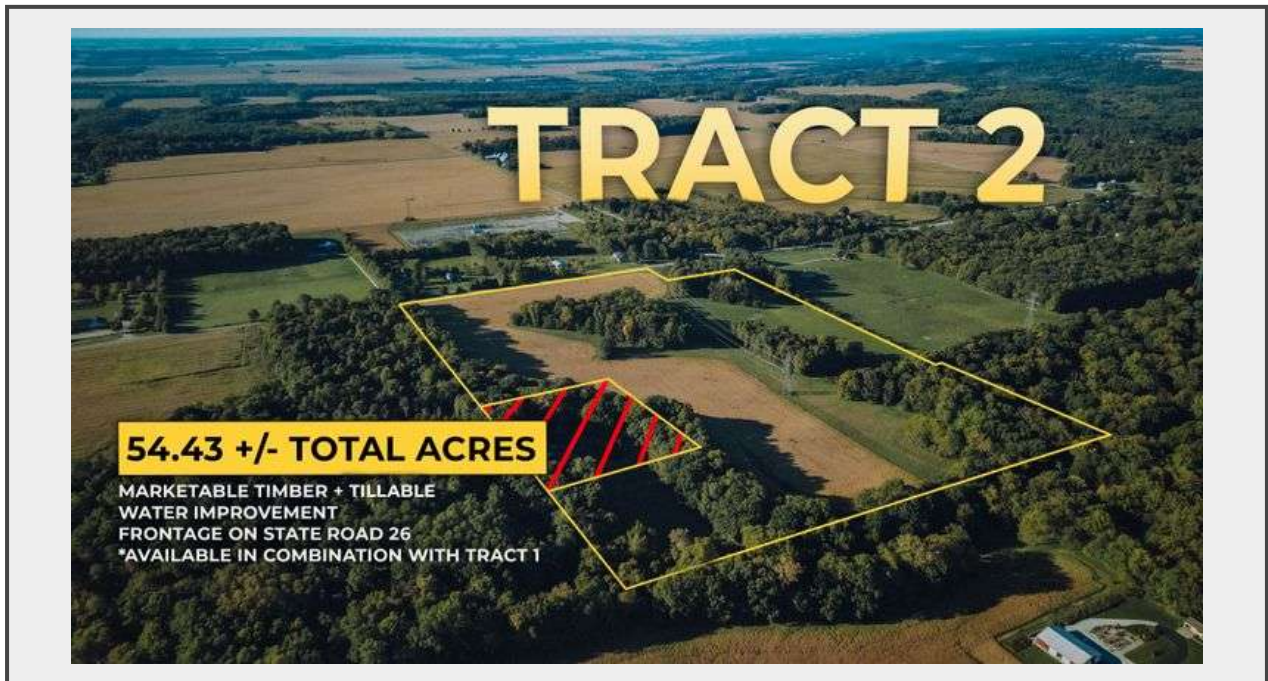 TRACT 2
54.43 +/- TOTAL ACRES
MARKETABLE TIMBER + TILLABLE
WATER IMPROVEMENT
FRONTAGE ON STATE ROAD 26
*AVAILABLE IN COMBINATION WITH TRACT 1